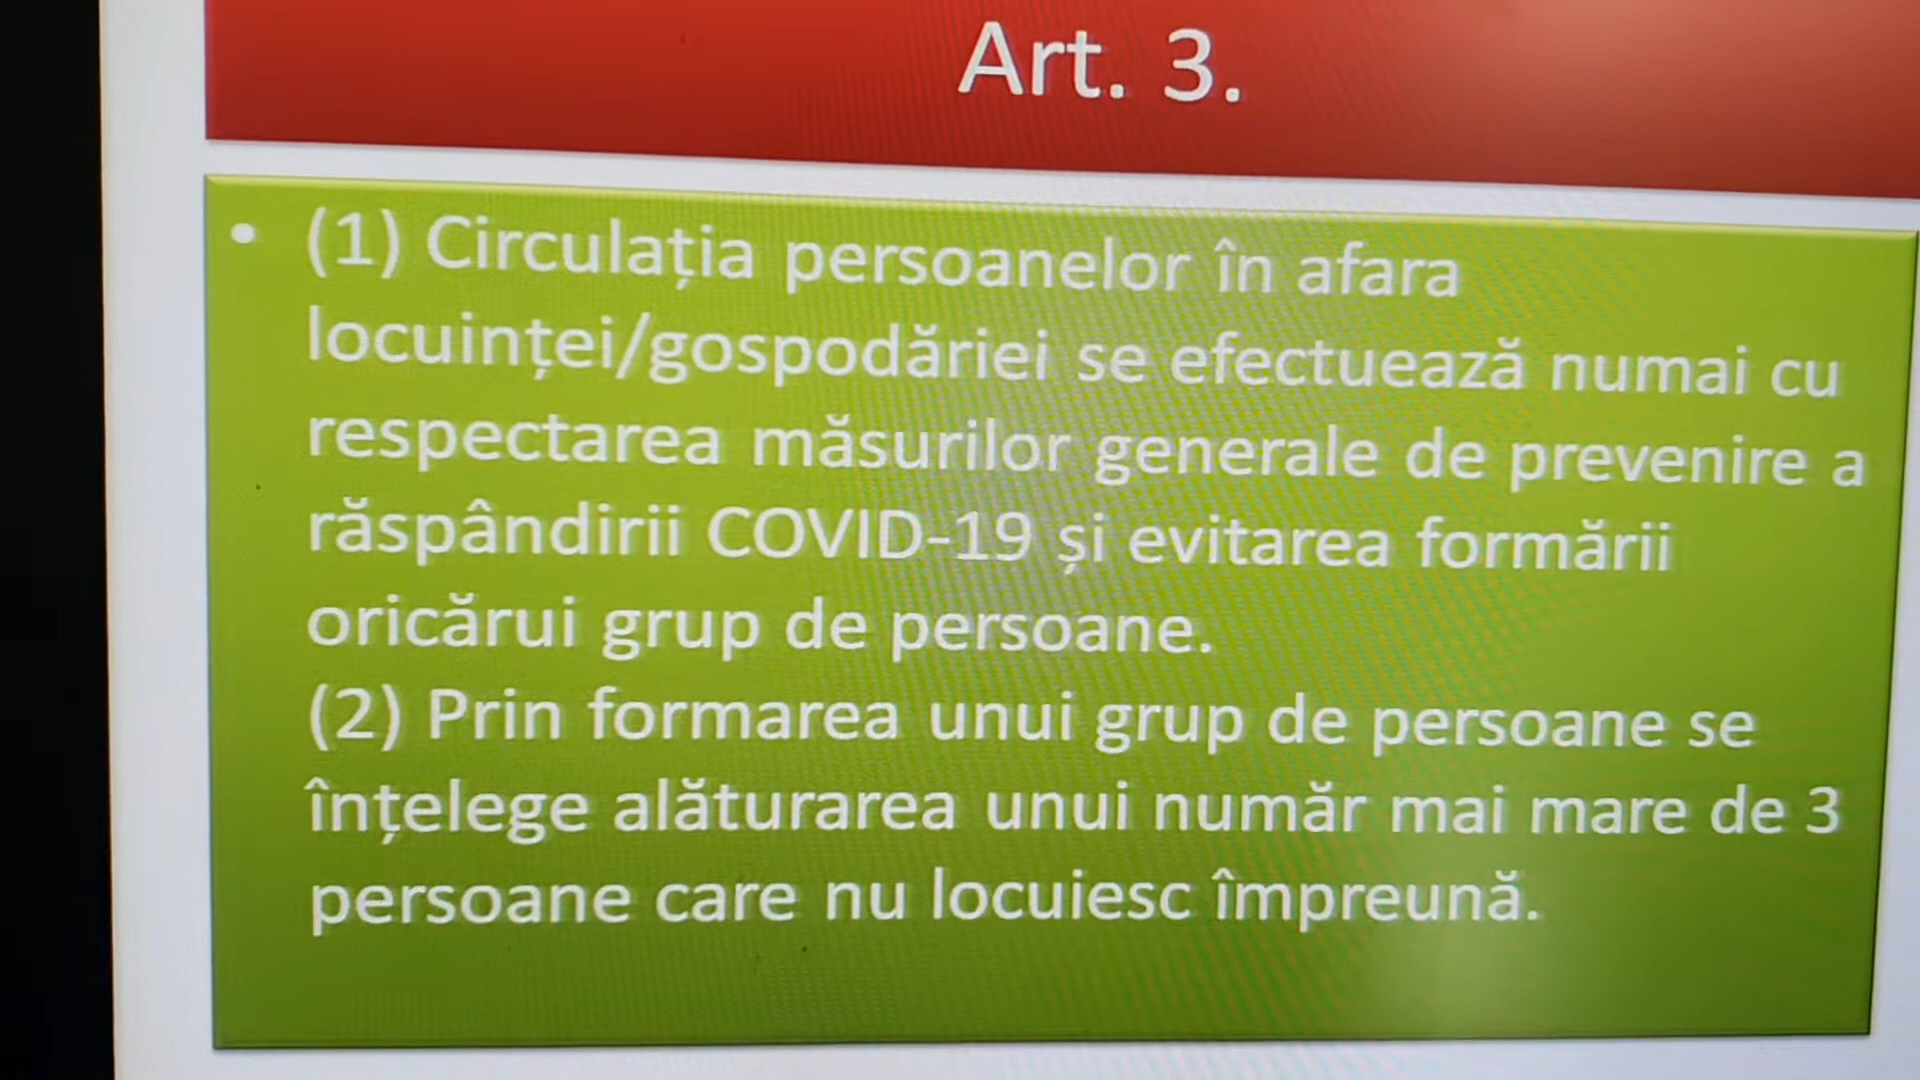 Art. 3.
• (1) Circulația persoanelor în afara
locuinței/gospodăriei se efectuează numai cu
respectarea măsurilor generale de prevenire a
răspândirii COVID-19 și evitarea formării
oricărui grup de persoane.
(2) Prin formarea unui grup de persoane se
înțelege alăturarea unui număr mai mare de 3
persoane care nu locuiesc împreună.